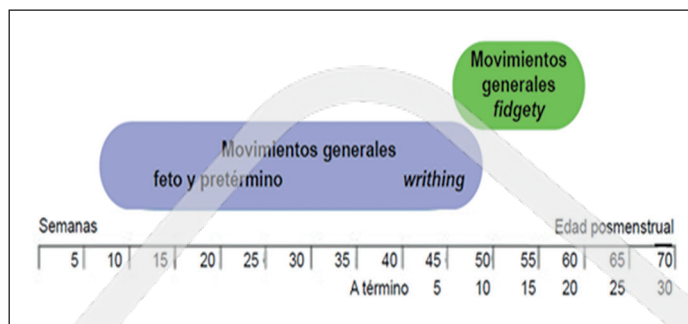 Movimientos
generales
fidgety
Movimientos generales
feto y pretérmino writhing
Semanas Edad posmenstrual
5 10 15 20 25 30 35 40 45 50 55 60 65 70
A término 5 10 15 20 25 30